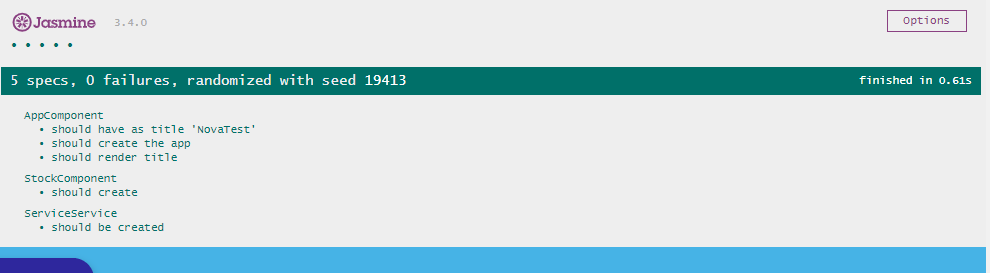 Jasmine 3.4.0 Options
• • • • •
5 specs, 0 failures, randomized with seed 19413 finished in 0.61s
AppComponent
• should have as title 'NovaTest'
• should create the app
• should render title
StockComponent
• should create
ServiceService
• should be created